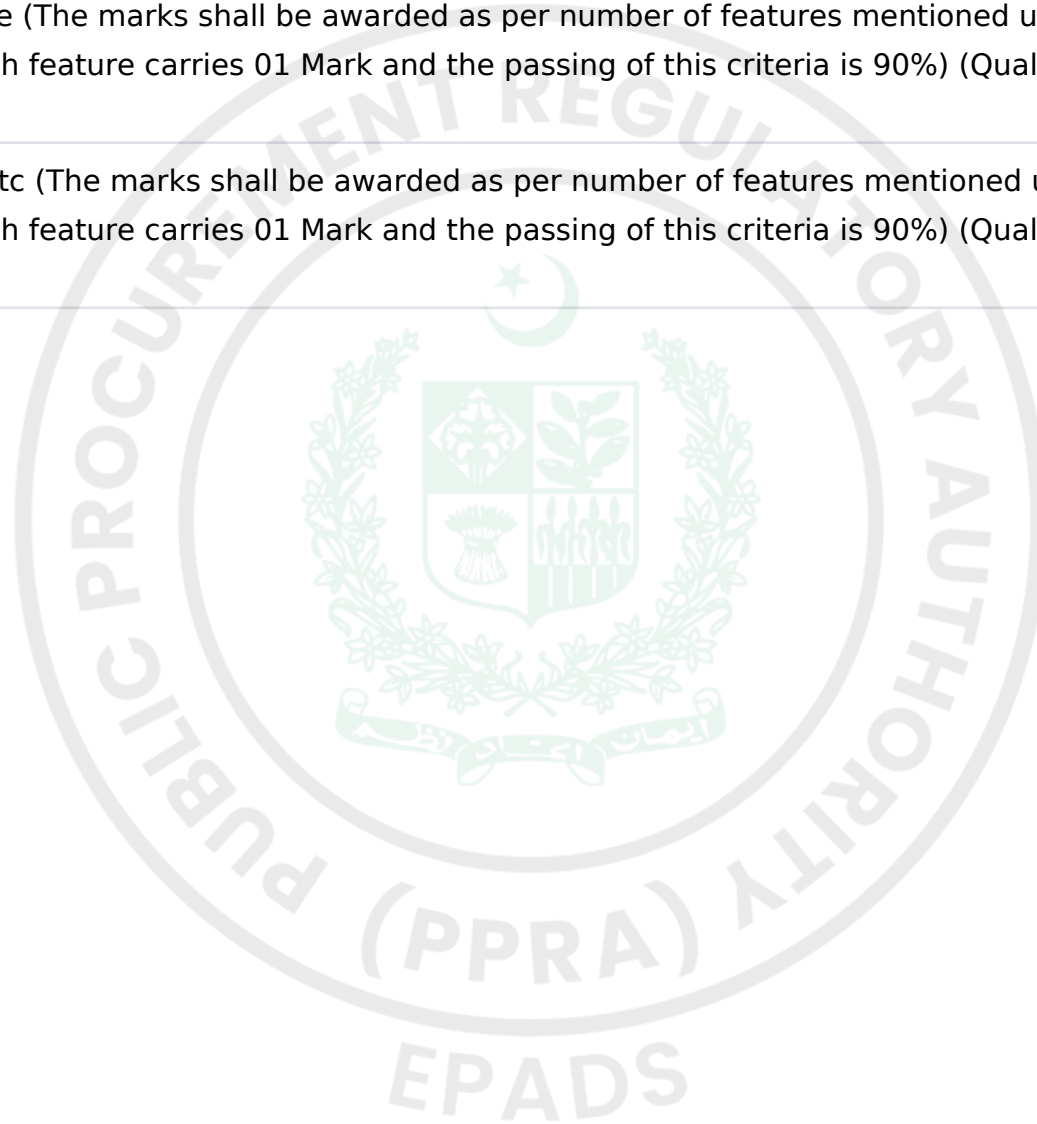 e (The marks shall be awarded as per number of features mentioned u
h feature carries 01 Mark and the passing of this criteria is 90%) (Qual
tc (The marks shall be awarded as per number of features mentioned u
h feature carries 01 Mark and the passing of this criteria is 90%) (Qual
PUBLIC PROCUREMENT REGULATORY AUTHORITY
(PPRA)
EPADS